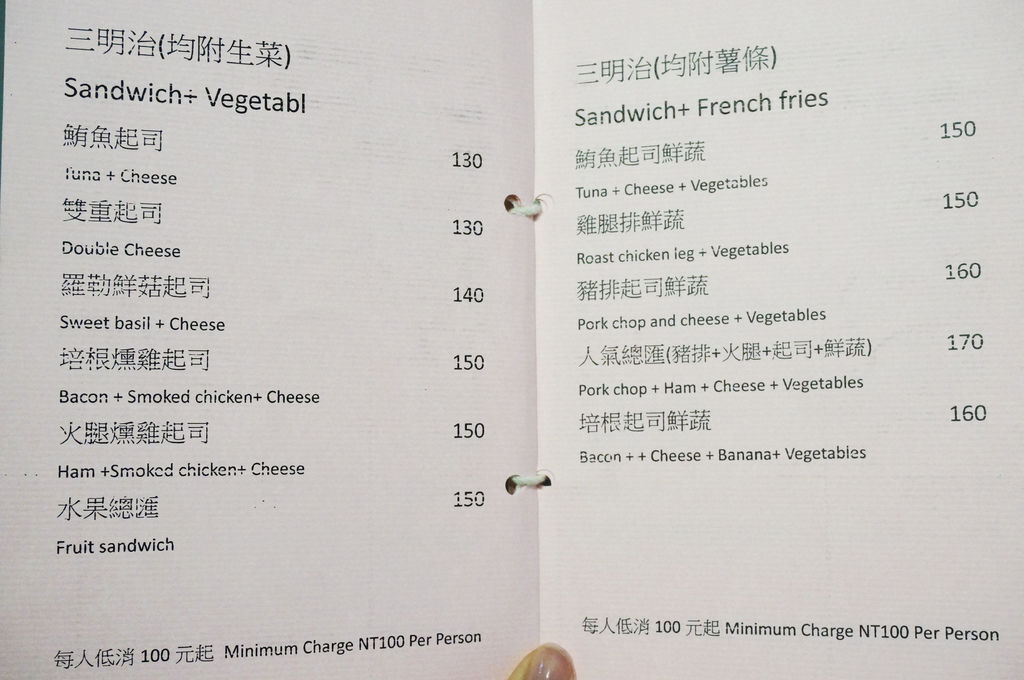 三明治(均附生菜)
Sandwich+ Vegetabl
鮪魚起司 130
Tuna + Cheese
雙重起司 130
Double Cheese
羅勒鮮菇起司 140
Sweet basil + Cheese
培根燻雞起司 150
Bacon + Smoked chicken+ Cheese
火腿燻雞起司 150
Ham +Smoked chicken+ Cheese
水果總匯 150
Fruit sandwich
每人低消 100 元起 Minimum Charge NT100 Per Person
三明治(均附薯條)
Sandwich+ French fries
鮪魚起司鮮蔬 150
Tuna + Cheese + Vegetables
雞腿排鮮蔬 150
Roast chicken leg + Vegetables
豬排起司鮮蔬 160
Pork chop and cheese + Vegetables
人氣總匯(豬排+火腿+起司+鮮蔬) 170
Pork chop + Ham + Cheese + Vegetables
培根起司鮮蔬 160
Bacon + + Cheese + Banana+ Vegetables
每人低消 100 元起 Minimum Charge NT100 Per Person